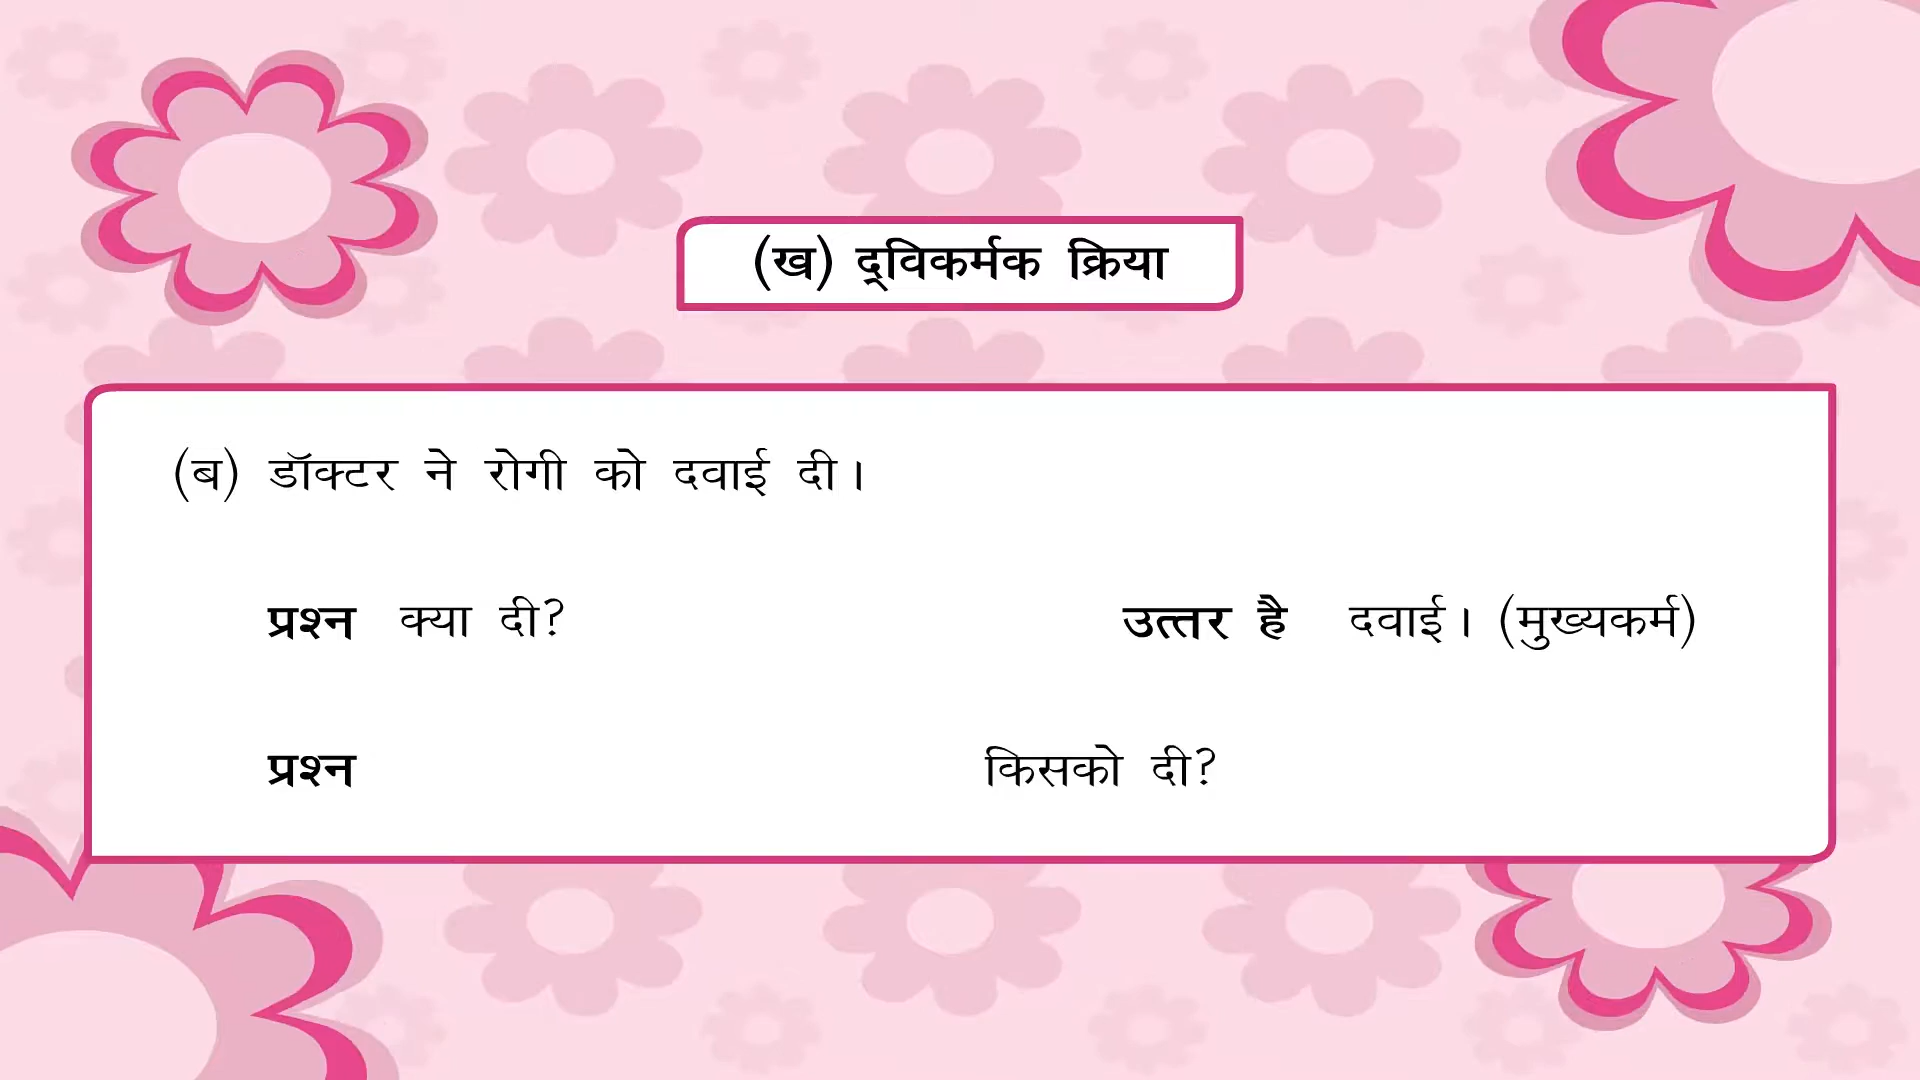 (ख) द्‌विकर्मक क्रिया
(ब) डॉक्टर ने रोगी को दवाई दी।
प्रश्न क्या दी? उत्तर है दवाई। (मुख्यकर्म)
प्रश्न किसको दी?